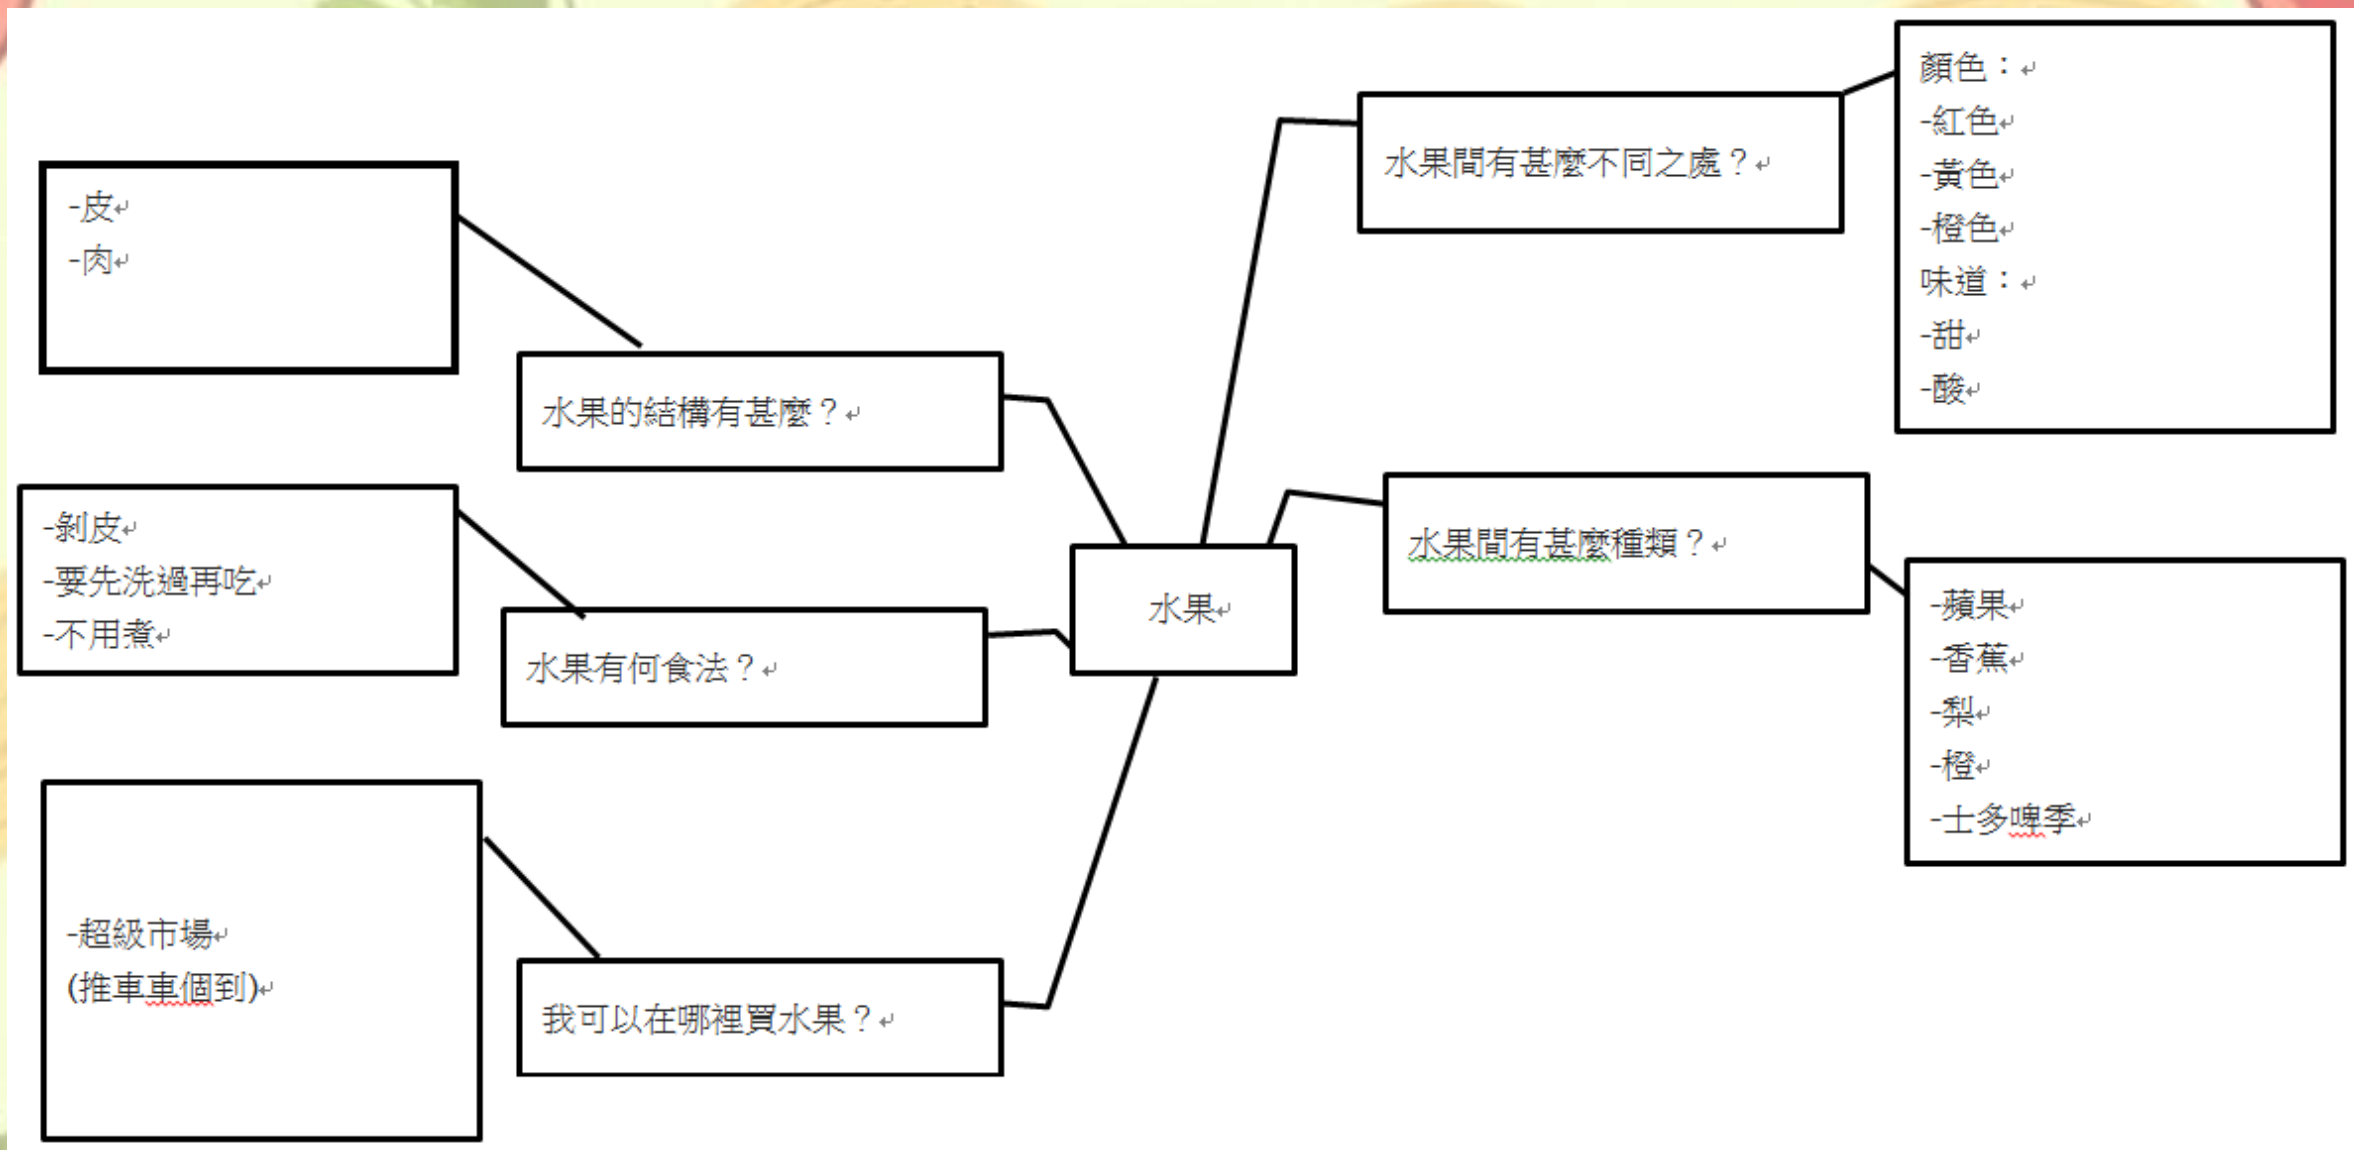 水果
水果的結構有甚麼？
-皮
-肉
水果有何食法？
-剝皮
-要先洗過再吃
-不用煮
我可以在哪裡買水果？
-超級市場
(推車車個到)
水果間有甚麼不同之處？
顏色：
-紅色
-黃色
-橙色
味道：
-甜
-酸
水果間有甚麼種類？
-蘋果
-香蕉
-梨
-橙
-士多啤季